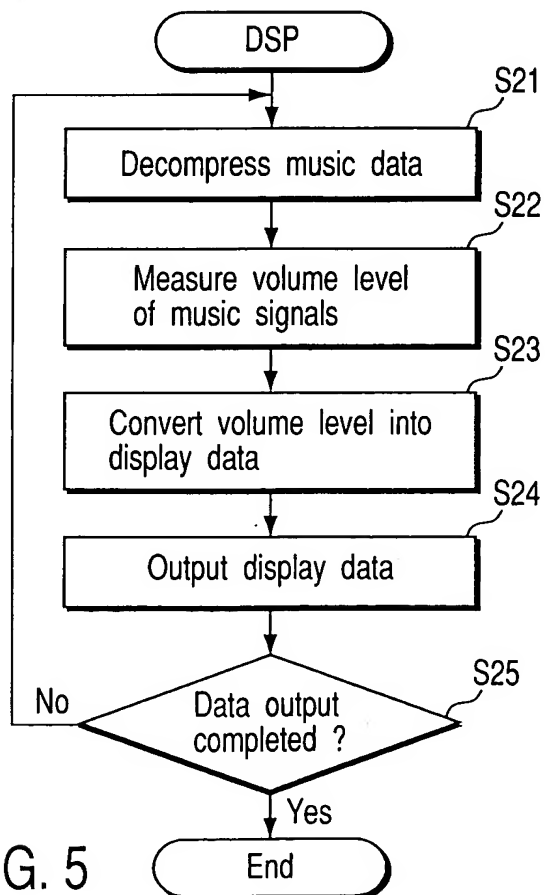 DSP
S21
Decompress music data
S22
Measure volume level
of music signals
S23
Convert volume level into
display data
S24
Output display data
S25
No
Data output
completed ?
Yes
G. 5
End